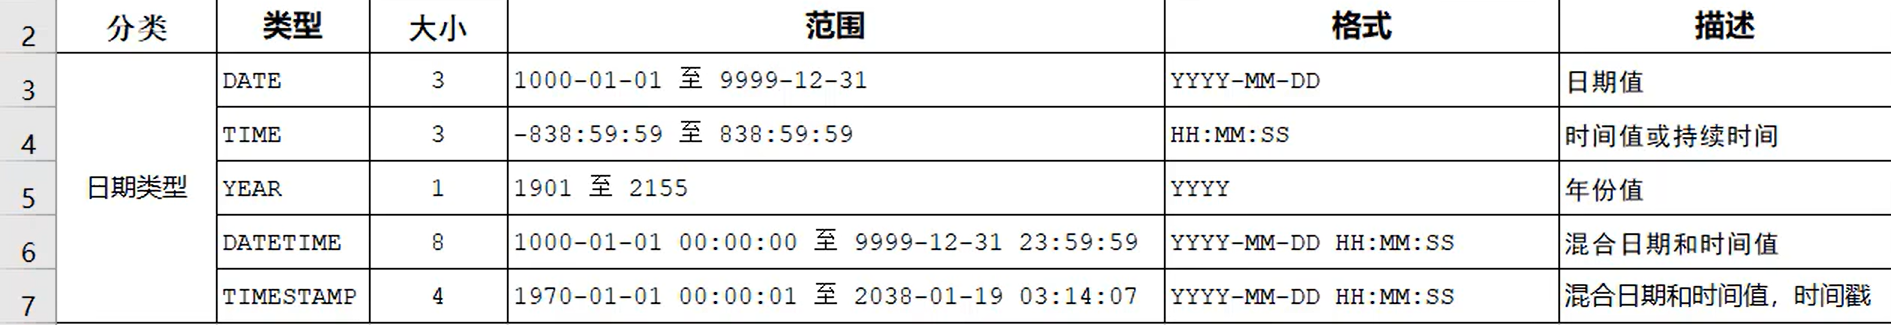 2 分类 类型 大小 范围 格式 描述
3 DATE 3 1000-01-01 至 9999-12-31 YYYY-MM-DD 日期值
4 TIME 3 -838:59:59 至 838:59:59 HH:MM:SS 时间值或持续时间
5 日期类型 YEAR 1 1901 至 2155 YYYY 年份值
6 DATETIME 8 1000-01-01 00:00:00 至 9999-12-31 23:59:59 YYYY-MM-DD HH:MM:SS 混合日期和时间值
7 TIMESTAMP 4 1970-01-01 00:00:01 至 2038-01-19 03:14:07 YYYY-MM-DD HH:MM:SS 混合日期和时间值，时间戳